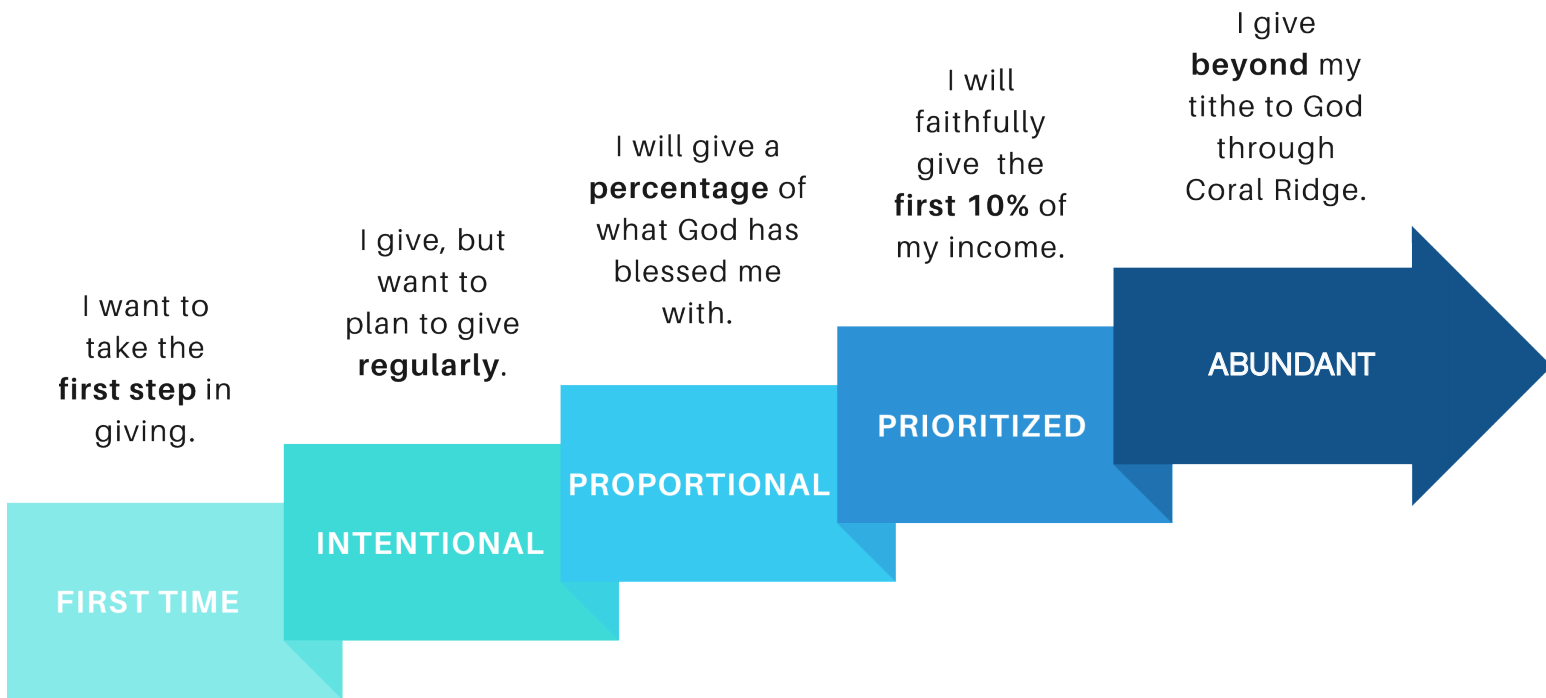 I want to
take the
first step in
giving.
FIRST TIME
I give, but
want to
plan to give
regularly.
INTENTIONAL
I will give a
percentage of
what God has
blessed me
with.
PROPORTIONAL
I will
faithfully
give  the
first 10% of
my income.
PRIORITIZED
I give
beyond my
tithe to God
through
Coral Ridge.
ABUNDANT